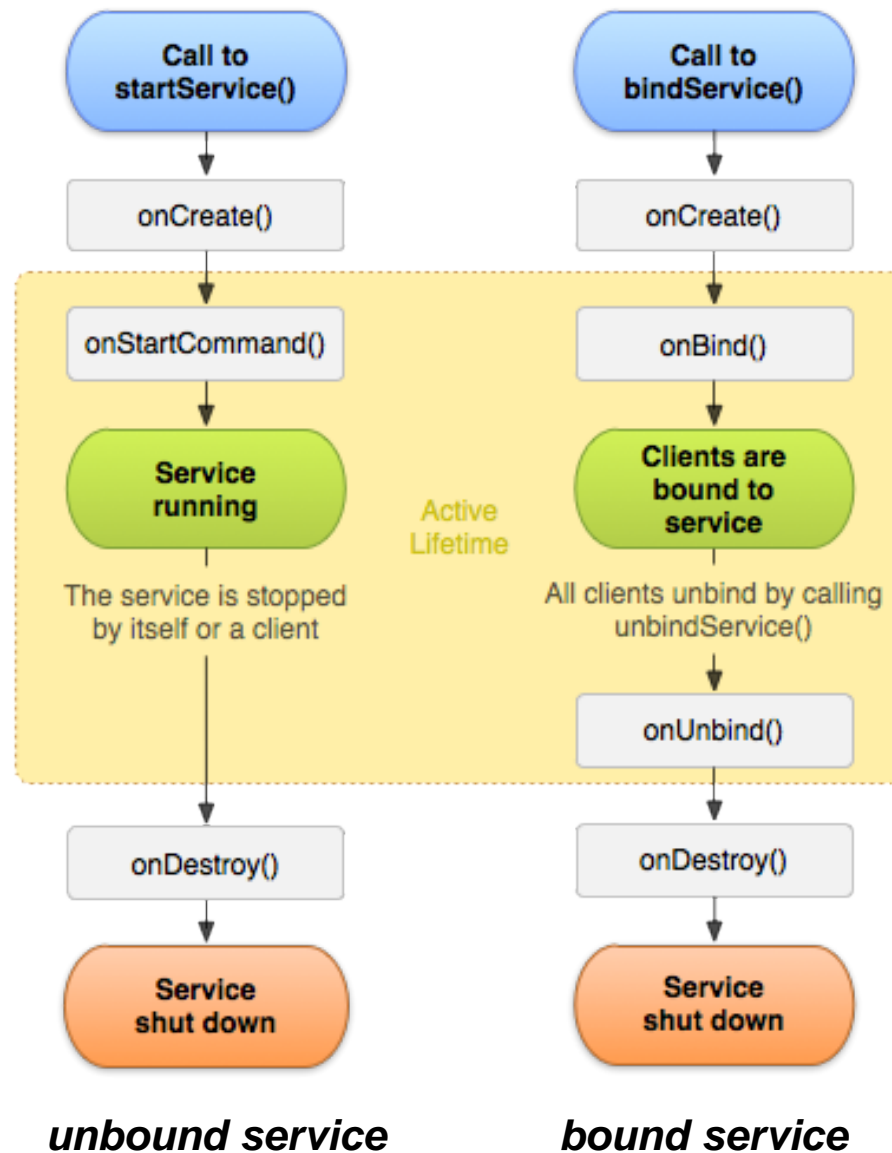 Call to
startService()
onCreate()
onStartCommand()
Service
running
The service is stopped
by itself or a client
onDestroy()
Service
shut down
unbound service
Active
Lifetime
Call to
bindService()
onCreate()
onBind()
Clients are
bound to
service
All clients unbind by calling
unbindService()
onUnbind()
onDestroy()
Service
shut down
bound service